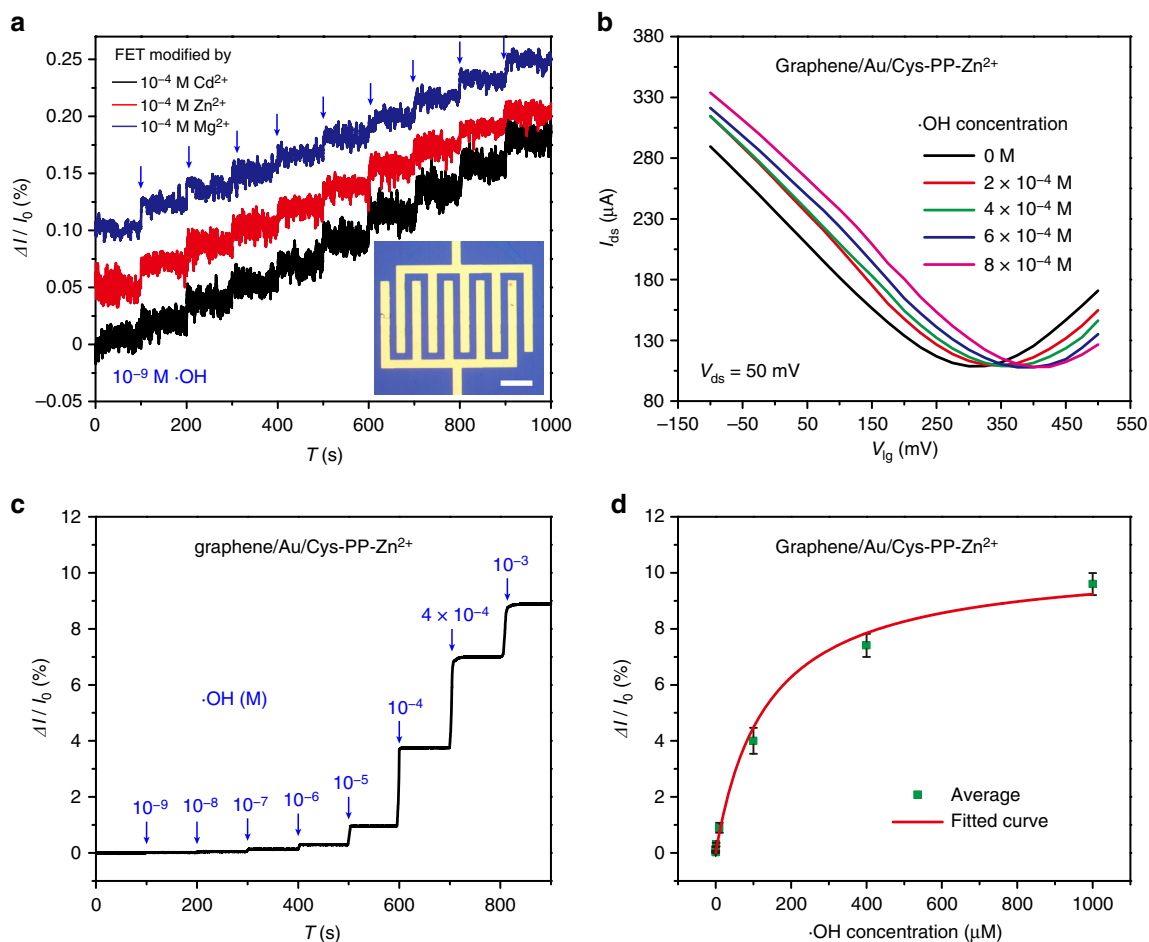 a
FET modified by
10⁻⁴ M Cd²⁺
10⁻⁴ M Zn²⁺
10⁻⁴ M Mg²⁺
10⁻⁹ M ·OH
ΔI / I₀ (%)
0.25
0.20
0.15
0.10
0.05
0
–0.05
0
200
400
600
800
1000
T (s)
b
Graphene/Au/Cys-PP-Zn²⁺
·OH concentration
0 M
2 × 10⁻⁴ M
4 × 10⁻⁴ M
6 × 10⁻⁴ M
8 × 10⁻⁴ M
V_ds = 50 mV
I_ds (µA)
380
330
280
230
180
130
80
–150
–50
50
150
250
350
450
550
V_lg (mV)
c
graphene/Au/Cys-PP-Zn²⁺
·OH (M)
10⁻⁹
10⁻⁸
10⁻⁷
10⁻⁶
10⁻⁵
10⁻⁴
4 × 10⁻⁴
10⁻³
ΔI / I₀ (%)
12
10
8
6
4
2
0
0
200
400
600
800
T (s)
d
Graphene/Au/Cys-PP-Zn²⁺
Average
Fitted curve
ΔI / I₀ (%)
12
10
8
6
4
2
0
0
200
400
600
800
1000
·OH concentration (µM)